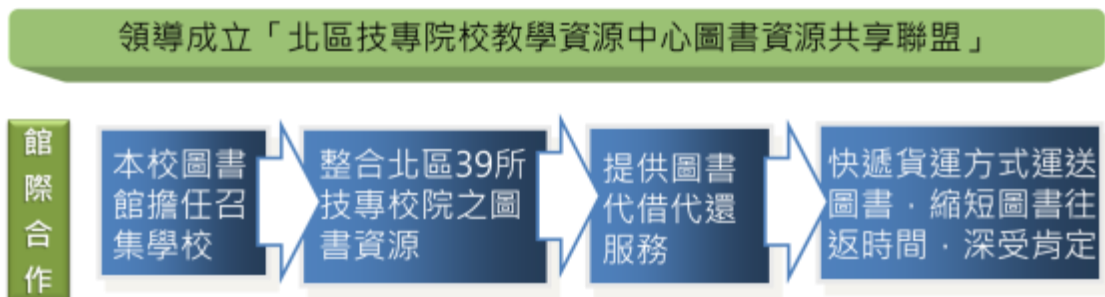 領導成立「北區技專院校教學資源中心圖書資源共享聯盟」
館際合作
本校圖書
館擔任召
集學校
整合北區39所
技專校院之圖
書資源
提供圖書
代借代還
服務
快遞貨運方式運送
圖書，縮短圖書往
返時間，深受肯定